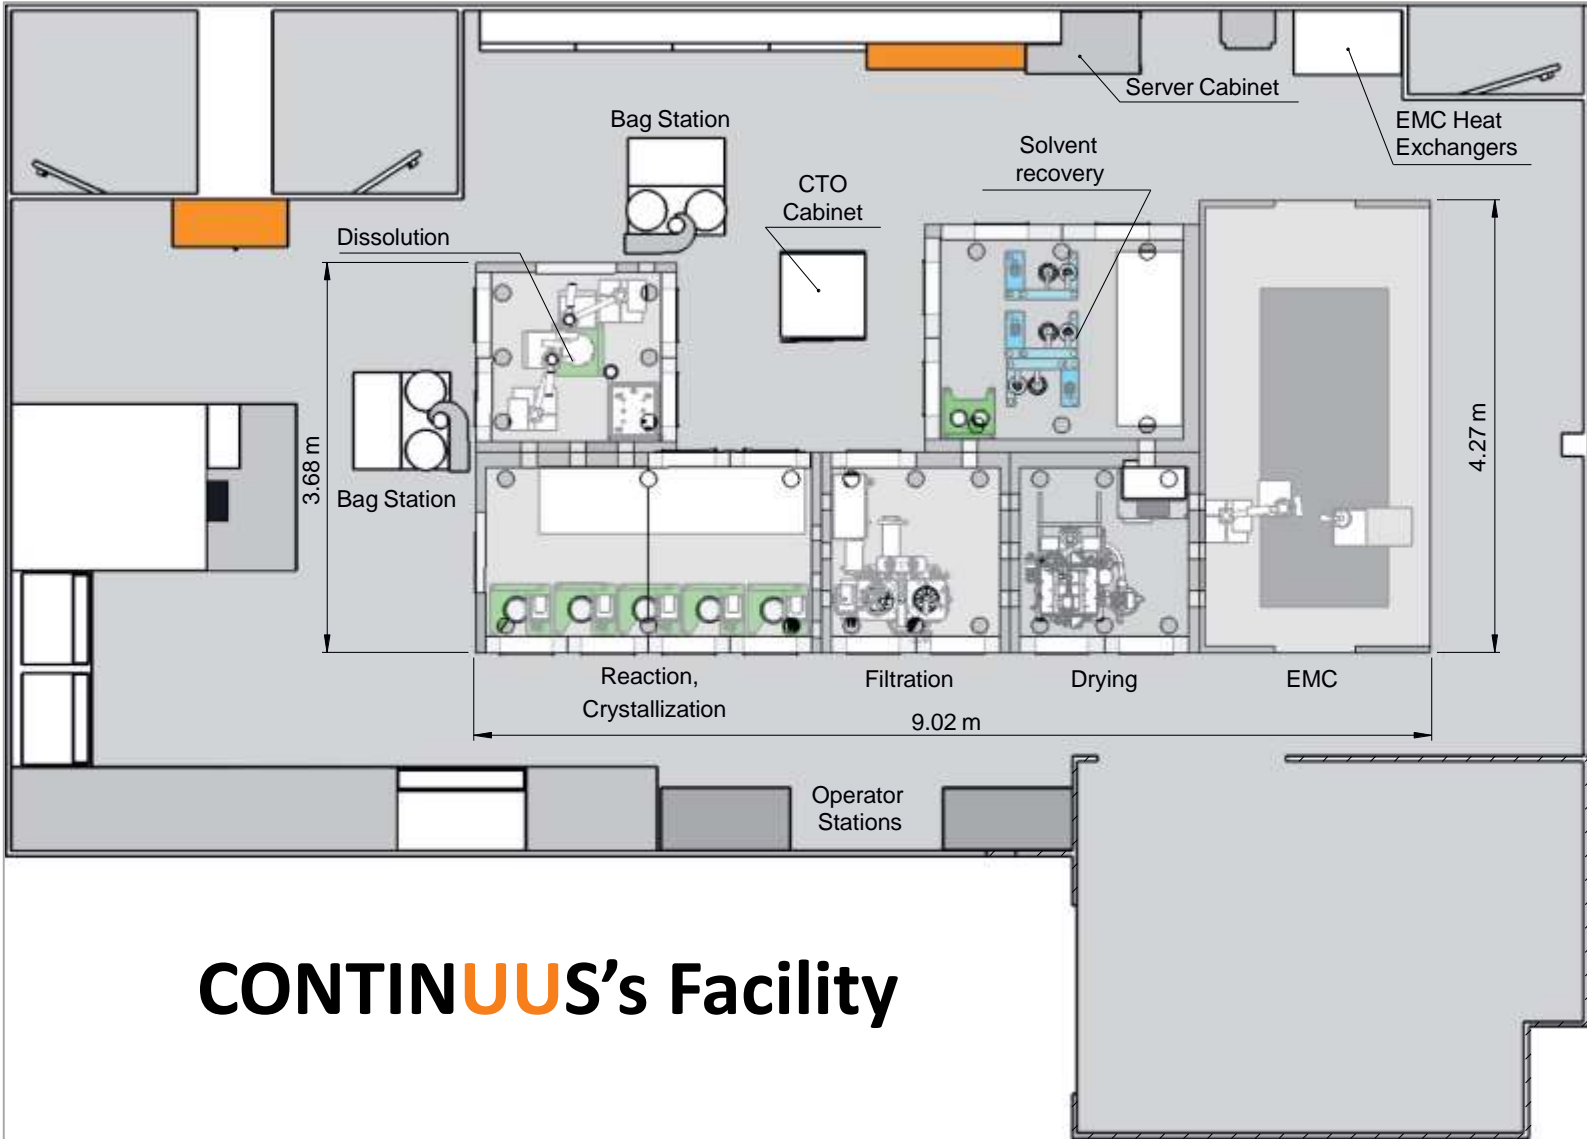 Server Cabinet
EMC Heat
Exchangers
Bag Station
Solvent
recovery
CTO
Cabinet
Dissolution
3.68 m
4.27 m
Bag Station
Reaction,
Crystallization
Filtration
Drying
EMC
9.02 m
Operator
Stations
CONTINUUS's Facility